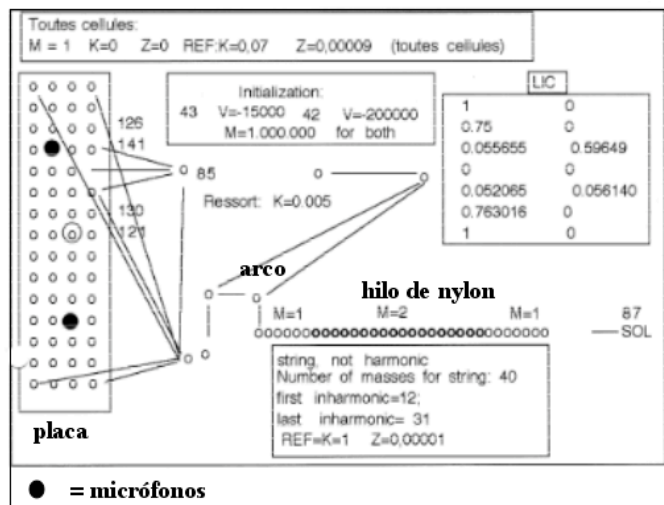 Toutes cellules:
M = 1 K=0 Z=0 REF:K=0,07 Z=0,00009 (toutes cellules)
Initialization:
43 V=-15000 42 V=-200000
M=1.000.000 for both
LIC
1 0
0.75 0
0.055655 0.59649
0 0
0.052065 0.056140
0.763016 0
1 0
126
141
85
Ressort: K=0.005
130
121
arco
hilo de nylon
M=1 M=2 M=1 87
SOL
string, not harmonic
Number of masses for string: 40
first inharmonic=12;
last inharmonic= 31
REF=K=1 Z=0,00001
placa
= micrófonos